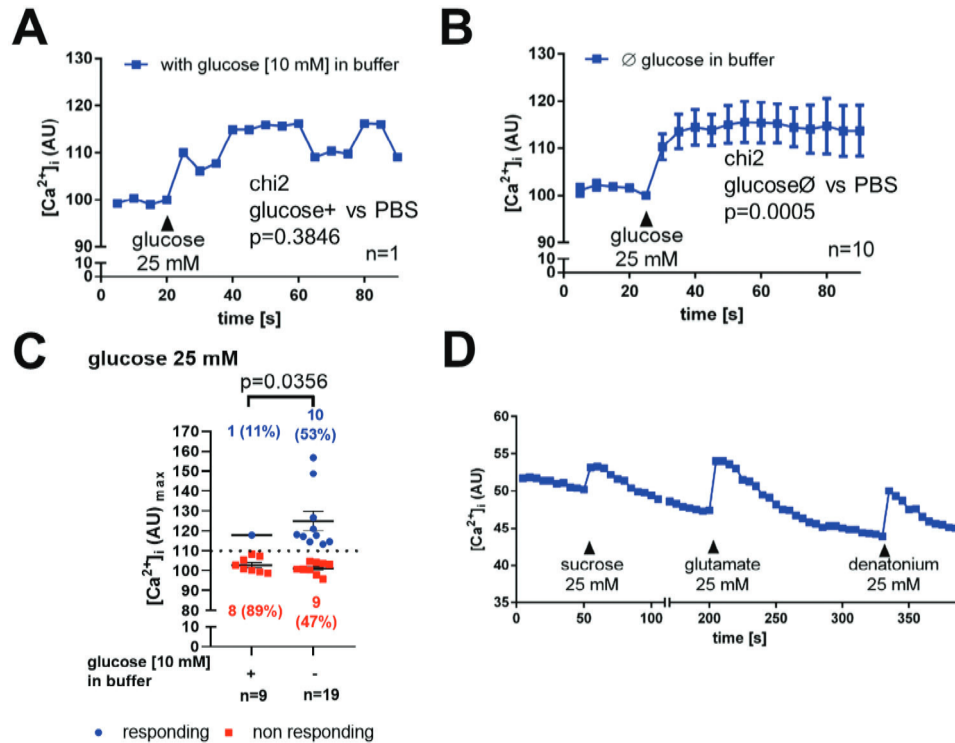 A
with glucose [10 mM] in buffer
[Ca2+]i (AU)
130
120
110
100
90
10
0
chi2
glucose+ vs PBS
p=0.3846
glucose
25 mM
n=1
0 20 40 60 80
time [s]
B
∅ glucose in buffer
[Ca2+]i (AU)
130
120
110
100
90
10
0
chi2
glucoseØ vs PBS
p=0.0005
glucose
25 mM
n=10
0 20 40 60 80
time [s]
C
glucose 25 mM
p=0.0356
[Ca2+]i (AU) max
170
160
150
140
130
120
110
100
90
80
10
0
1 (11%)
10
(53%)
8 (89%)
9
(47%)
glucose [10 mM]
in buffer
+ -
n=9 n=19
responding non responding
D
[Ca2+]i (AU)
60
55
50
45
40
35
sucrose
25 mM
glutamate
25 mM
denatonium
25 mM
0 50 100 200 250 300 350
time [s]